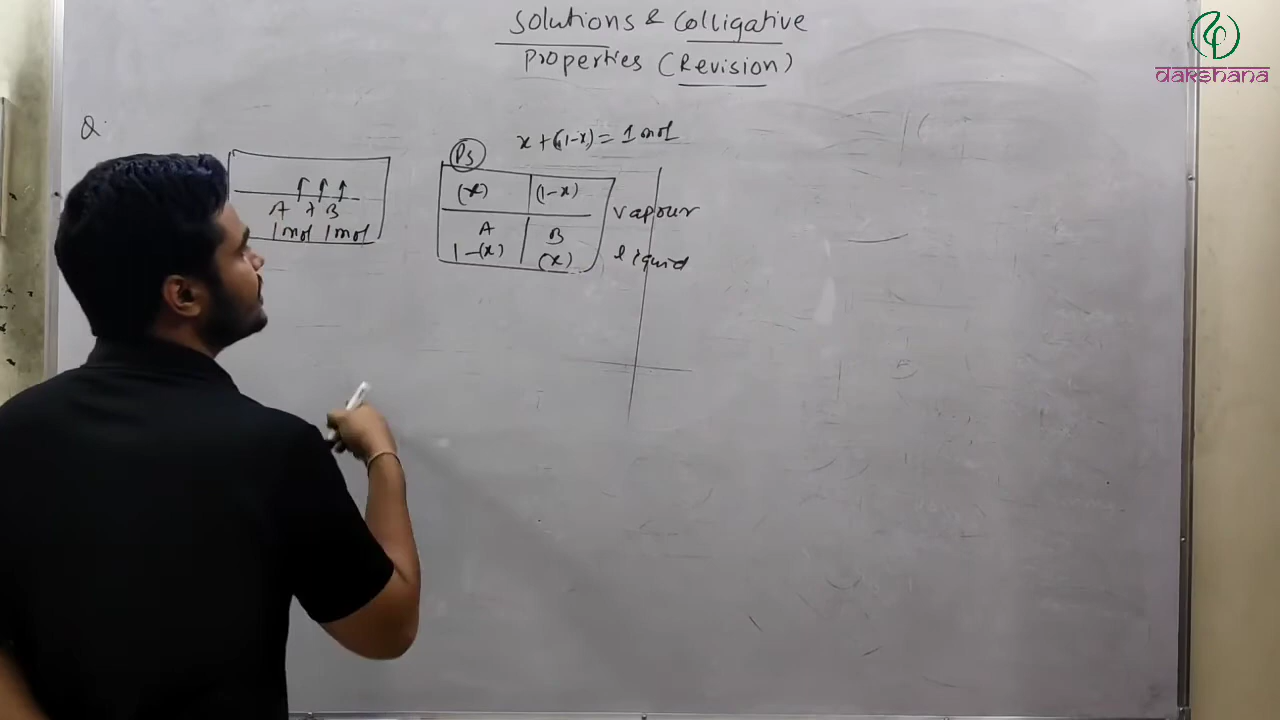 Solutions & Colligative
Properties (Revision)
dakshana
Q.
x + (1-x) = 1 mol
Ps
(x) (1-x) vapour
A + B
1 mol 1 mol
A B liquid
1-(x) (x)